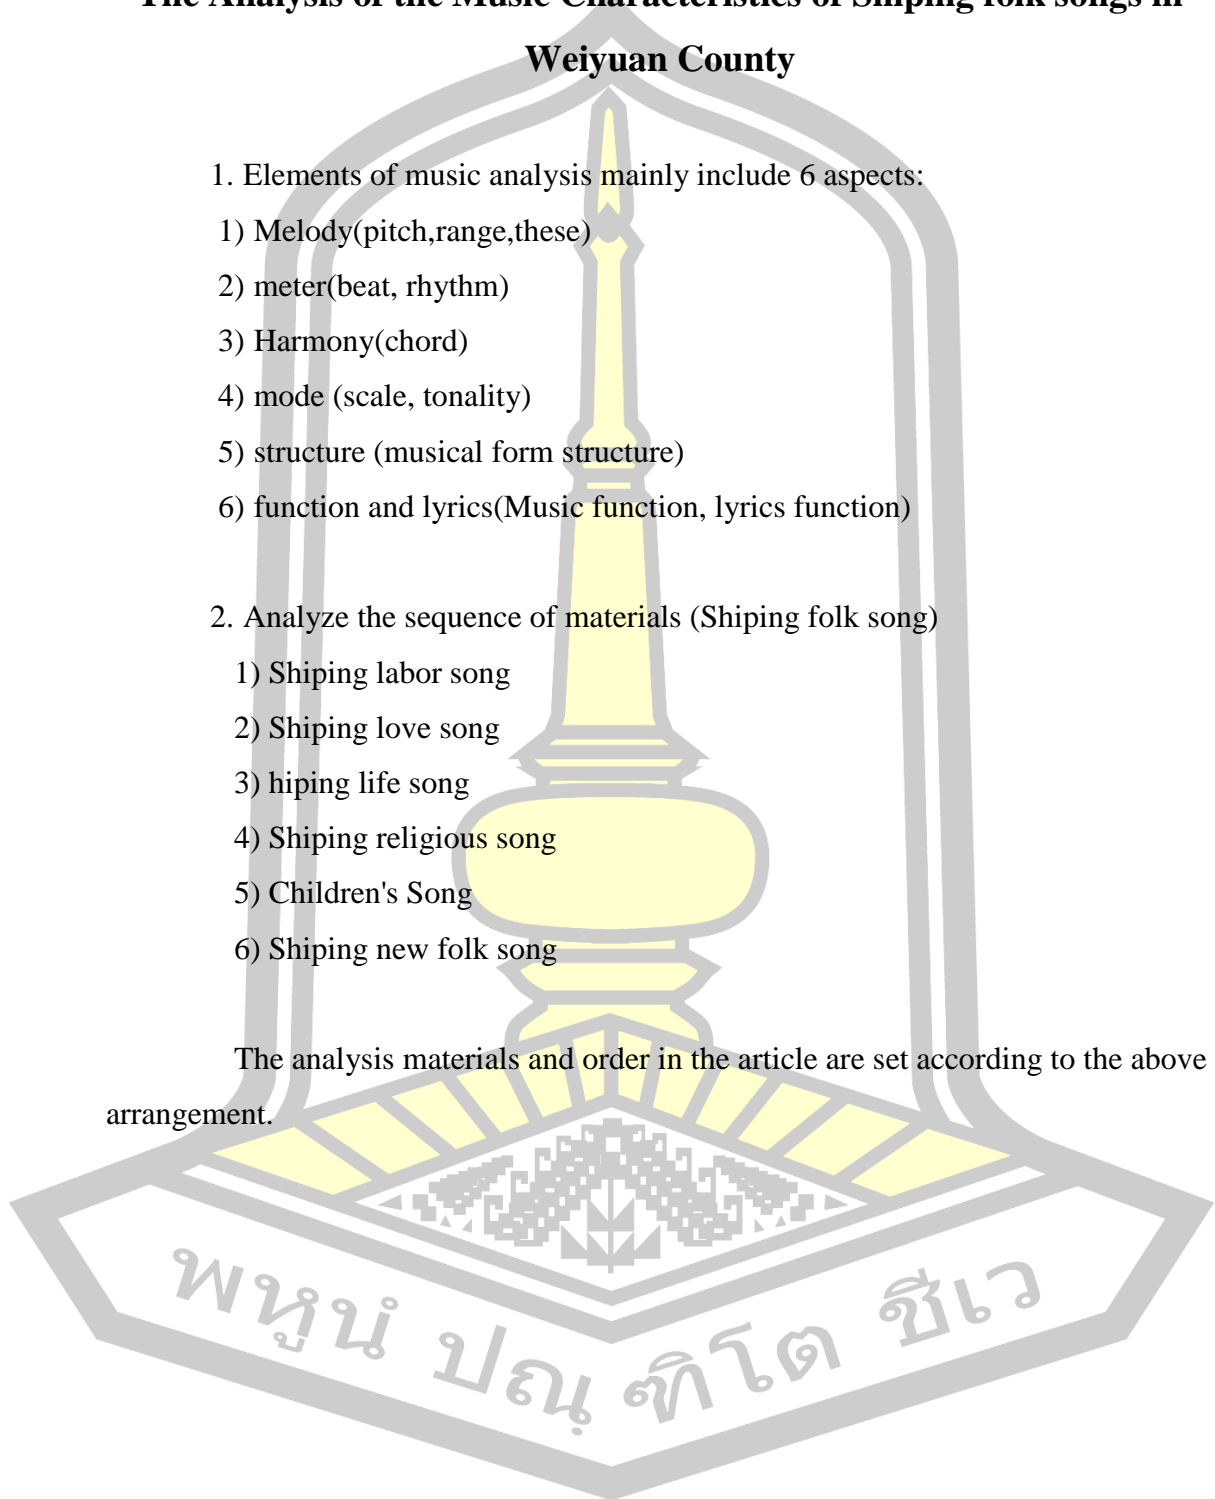 The Analysis of the Music Characteristics of Shiping folk songs in
Weiyuan County
1. Elements of music analysis mainly include 6 aspects:
1) Melody(pitch,range,these)
2) meter(beat, rhythm)
3) Harmony(chord)
4) mode (scale, tonality)
5) structure (musical form structure)
6) function and lyrics(Music function, lyrics function)
2. Analyze the sequence of materials (Shiping folk song)
1) Shiping labor song
2) Shiping love song
3) hiping life song
4) Shiping religious song
5) Children's Song
6) Shiping new folk song
The analysis materials and order in the article are set according to the above
arrangement.
พหูนํ ปณฺฑิโต ชีเว